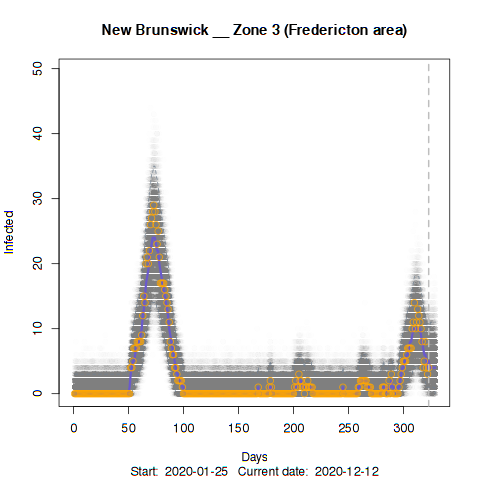 New Brunswick __ Zone 3 (Fredericton area)
50
40
30
20
10
0
Infected
0 50 100 150 200 250 300
Days
Start: 2020-01-25 Current date: 2020-12-12